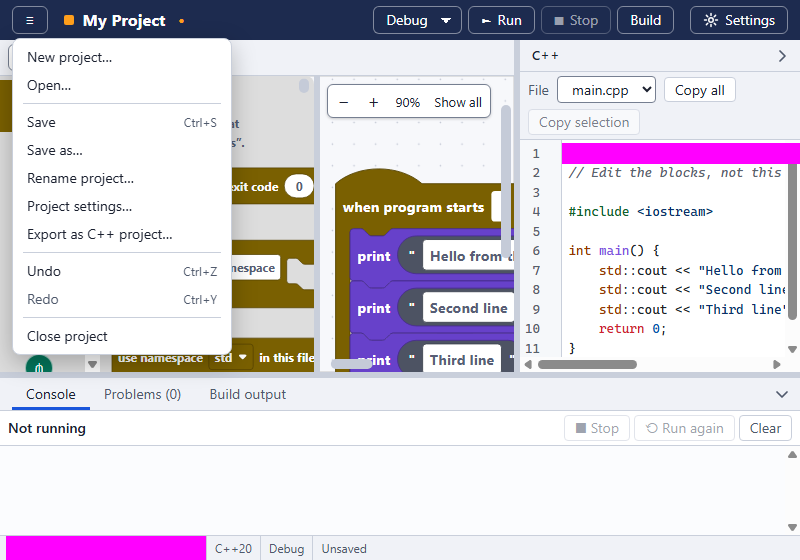 My Project
Debug
Run
Stop
Build
Settings
New project...
Open...
Save Ctrl+S
Save as...
Rename project...
Project settings...
Export as C++ project...
Undo Ctrl+Z
Redo Ctrl+Y
Close project
exit code 0
use namespace std in this file
90% Show all
when program starts
print " Hello from
print " Second line
print " Third line "
C++
File main.cpp Copy all
Copy selection
1
2 // Edit the blocks, not this
3
4 #include <iostream>
5
6 int main() {
7 std::cout << "Hello from
8 std::cout << "Second line
9 std::cout << "Third line"
10 return 0;
11 }
Console Problems (0) Build output
Not running
Stop Run again Clear
C++20 Debug Unsaved